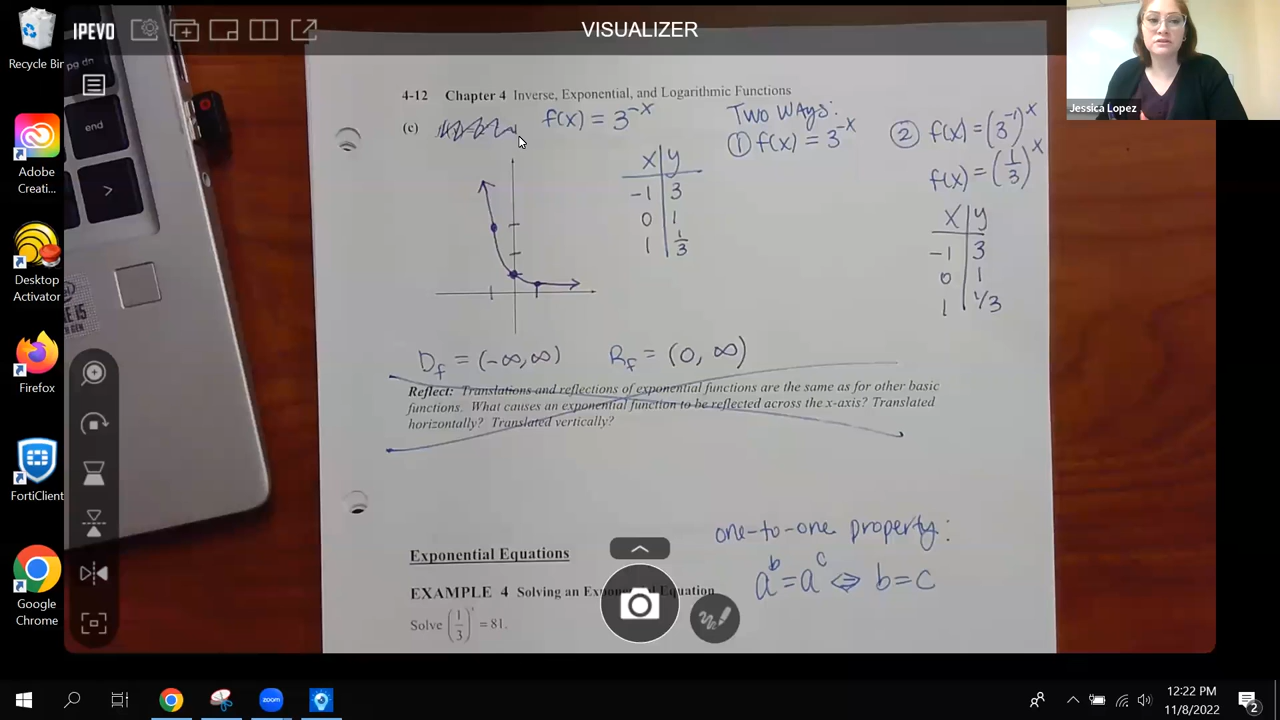 Recycle Bin
Adobe
Creati...
Desktop
Activator
Firefox
FortiClient
Google
Chrome
IPEVO
VISUALIZER
Jessica Lopez
pg dn
end
4-12 Chapter 4 Inverse, Exponential, and Logarithmic Functions
(c) f(x) = 3^-x
x y
-1 3
0 1
1 1/3
TWO WAYS:
① f(x) = 3^-x
② f(x) = (3^-1)^x
f(x) = (1/3)^x
x y
-1 3
0 1
1 1/3
D_f = (-∞, ∞) R_f = (0, ∞)
Reflect: Translations and reflections of exponential functions are the same as for other basic
functions. What causes an exponential function to be reflected across the x-axis? Translated
horizontally? Translated vertically?
one-to-one property:
a^b = a^c ⇔ b = c
Exponential Equations
EXAMPLE 4 Solving an Equation
Solve (1/3)^x = 81.
zoom
12:22 PM
11/8/2022
2